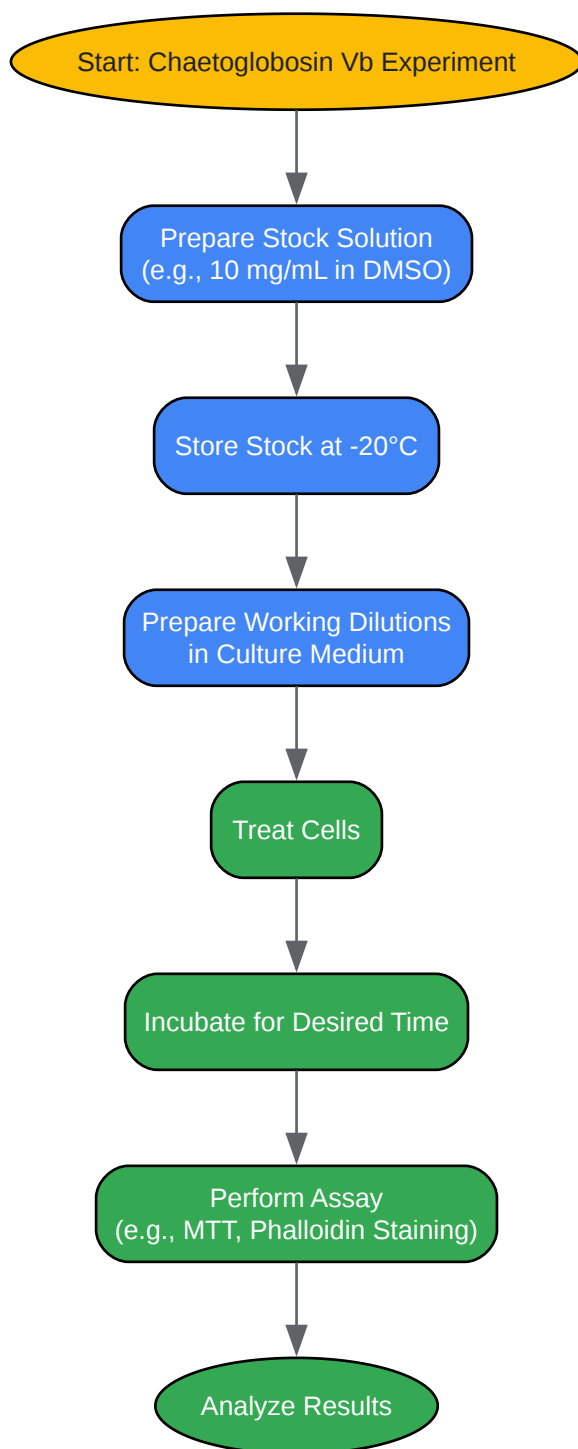 Start: Chaetoglobosin Vb Experiment
Prepare Stock Solution
(e.g., 10 mg/mL in DMSO)
Store Stock at -20°C
Prepare Working Dilutions
in Culture Medium
Treat Cells
Incubate for Desired Time
Perform Assay
(e.g., MTT, Phalloidin Staining)
Analyze Results